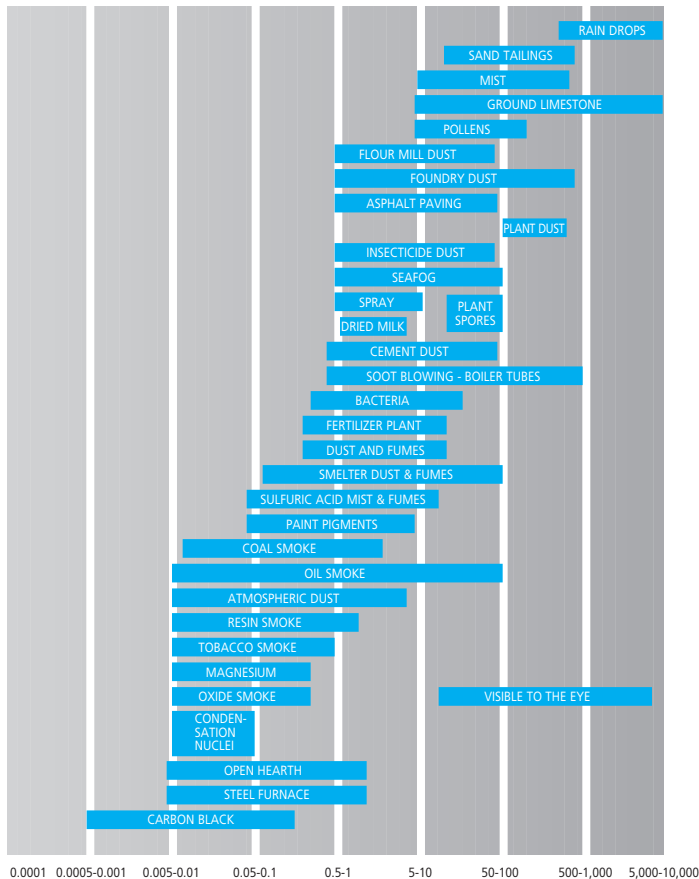 RAIN DROPS
SAND TAILINGS
MIST
GROUND LIMESTONE
POLLENS
FLOUR MILL DUST
FOUNDRY DUST
ASPHALT PAVING
PLANT DUST
INSECTICIDE DUST
SEAFOG
SPRAY
PLANT
SPORES
DRIED MILK
CEMENT DUST
SOOT BLOWING - BOILER TUBES
BACTERIA
FERTILIZER PLANT
DUST AND FUMES
SMELTER DUST & FUMES
SULFURIC ACID MIST & FUMES
PAINT PIGMENTS
COAL SMOKE
OIL SMOKE
ATMOSPHERIC DUST
RESIN SMOKE
TOBACCO SMOKE
MAGNESIUM
OXIDE SMOKE
VISIBLE TO THE EYE
CONDEN-
SATION
NUCLEI
OPEN HEARTH
STEEL FURNACE
CARBON BLACK
0.0001 0.0005-0.001 0.005-0.01 0.05-0.1 0.5-1 5-10 50-100 500-1,000 5,000-10,000